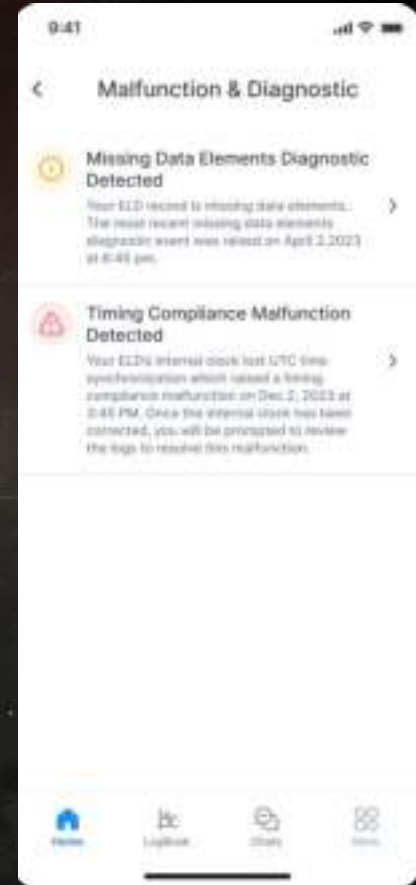 9:41
Malfunction & Diagnostic
Missing Data Elements Diagnostic
Detected
Your ELD record is missing data elements.
The most recent missing data elements
diagnostic event was raised on April 2,2023
at 8:45 pm.
Timing Compliance Malfunction
Detected
Your ELD's internal clock lost UTC time
synchronization which raised a timing
compliance malfunction on Dec 2, 2023 at
3:45 PM. Once the internal clock has been
corrected, you will be prompted to review
the logs to resolve this malfunction.
Home
LogBook
Chats